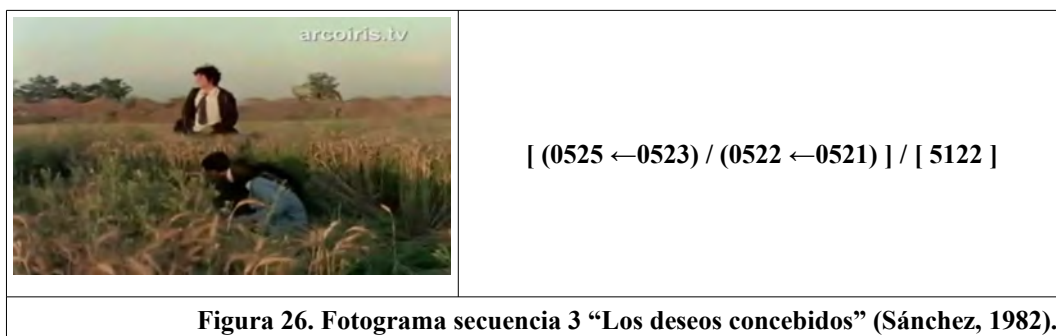 arcoiris.tv
[ (0525 ←0523) / (0522 ←0521) ] / [ 5122 ]
Figura 26. Fotograma secuencia 3 “Los deseos concebidos” (Sánchez, 1982).